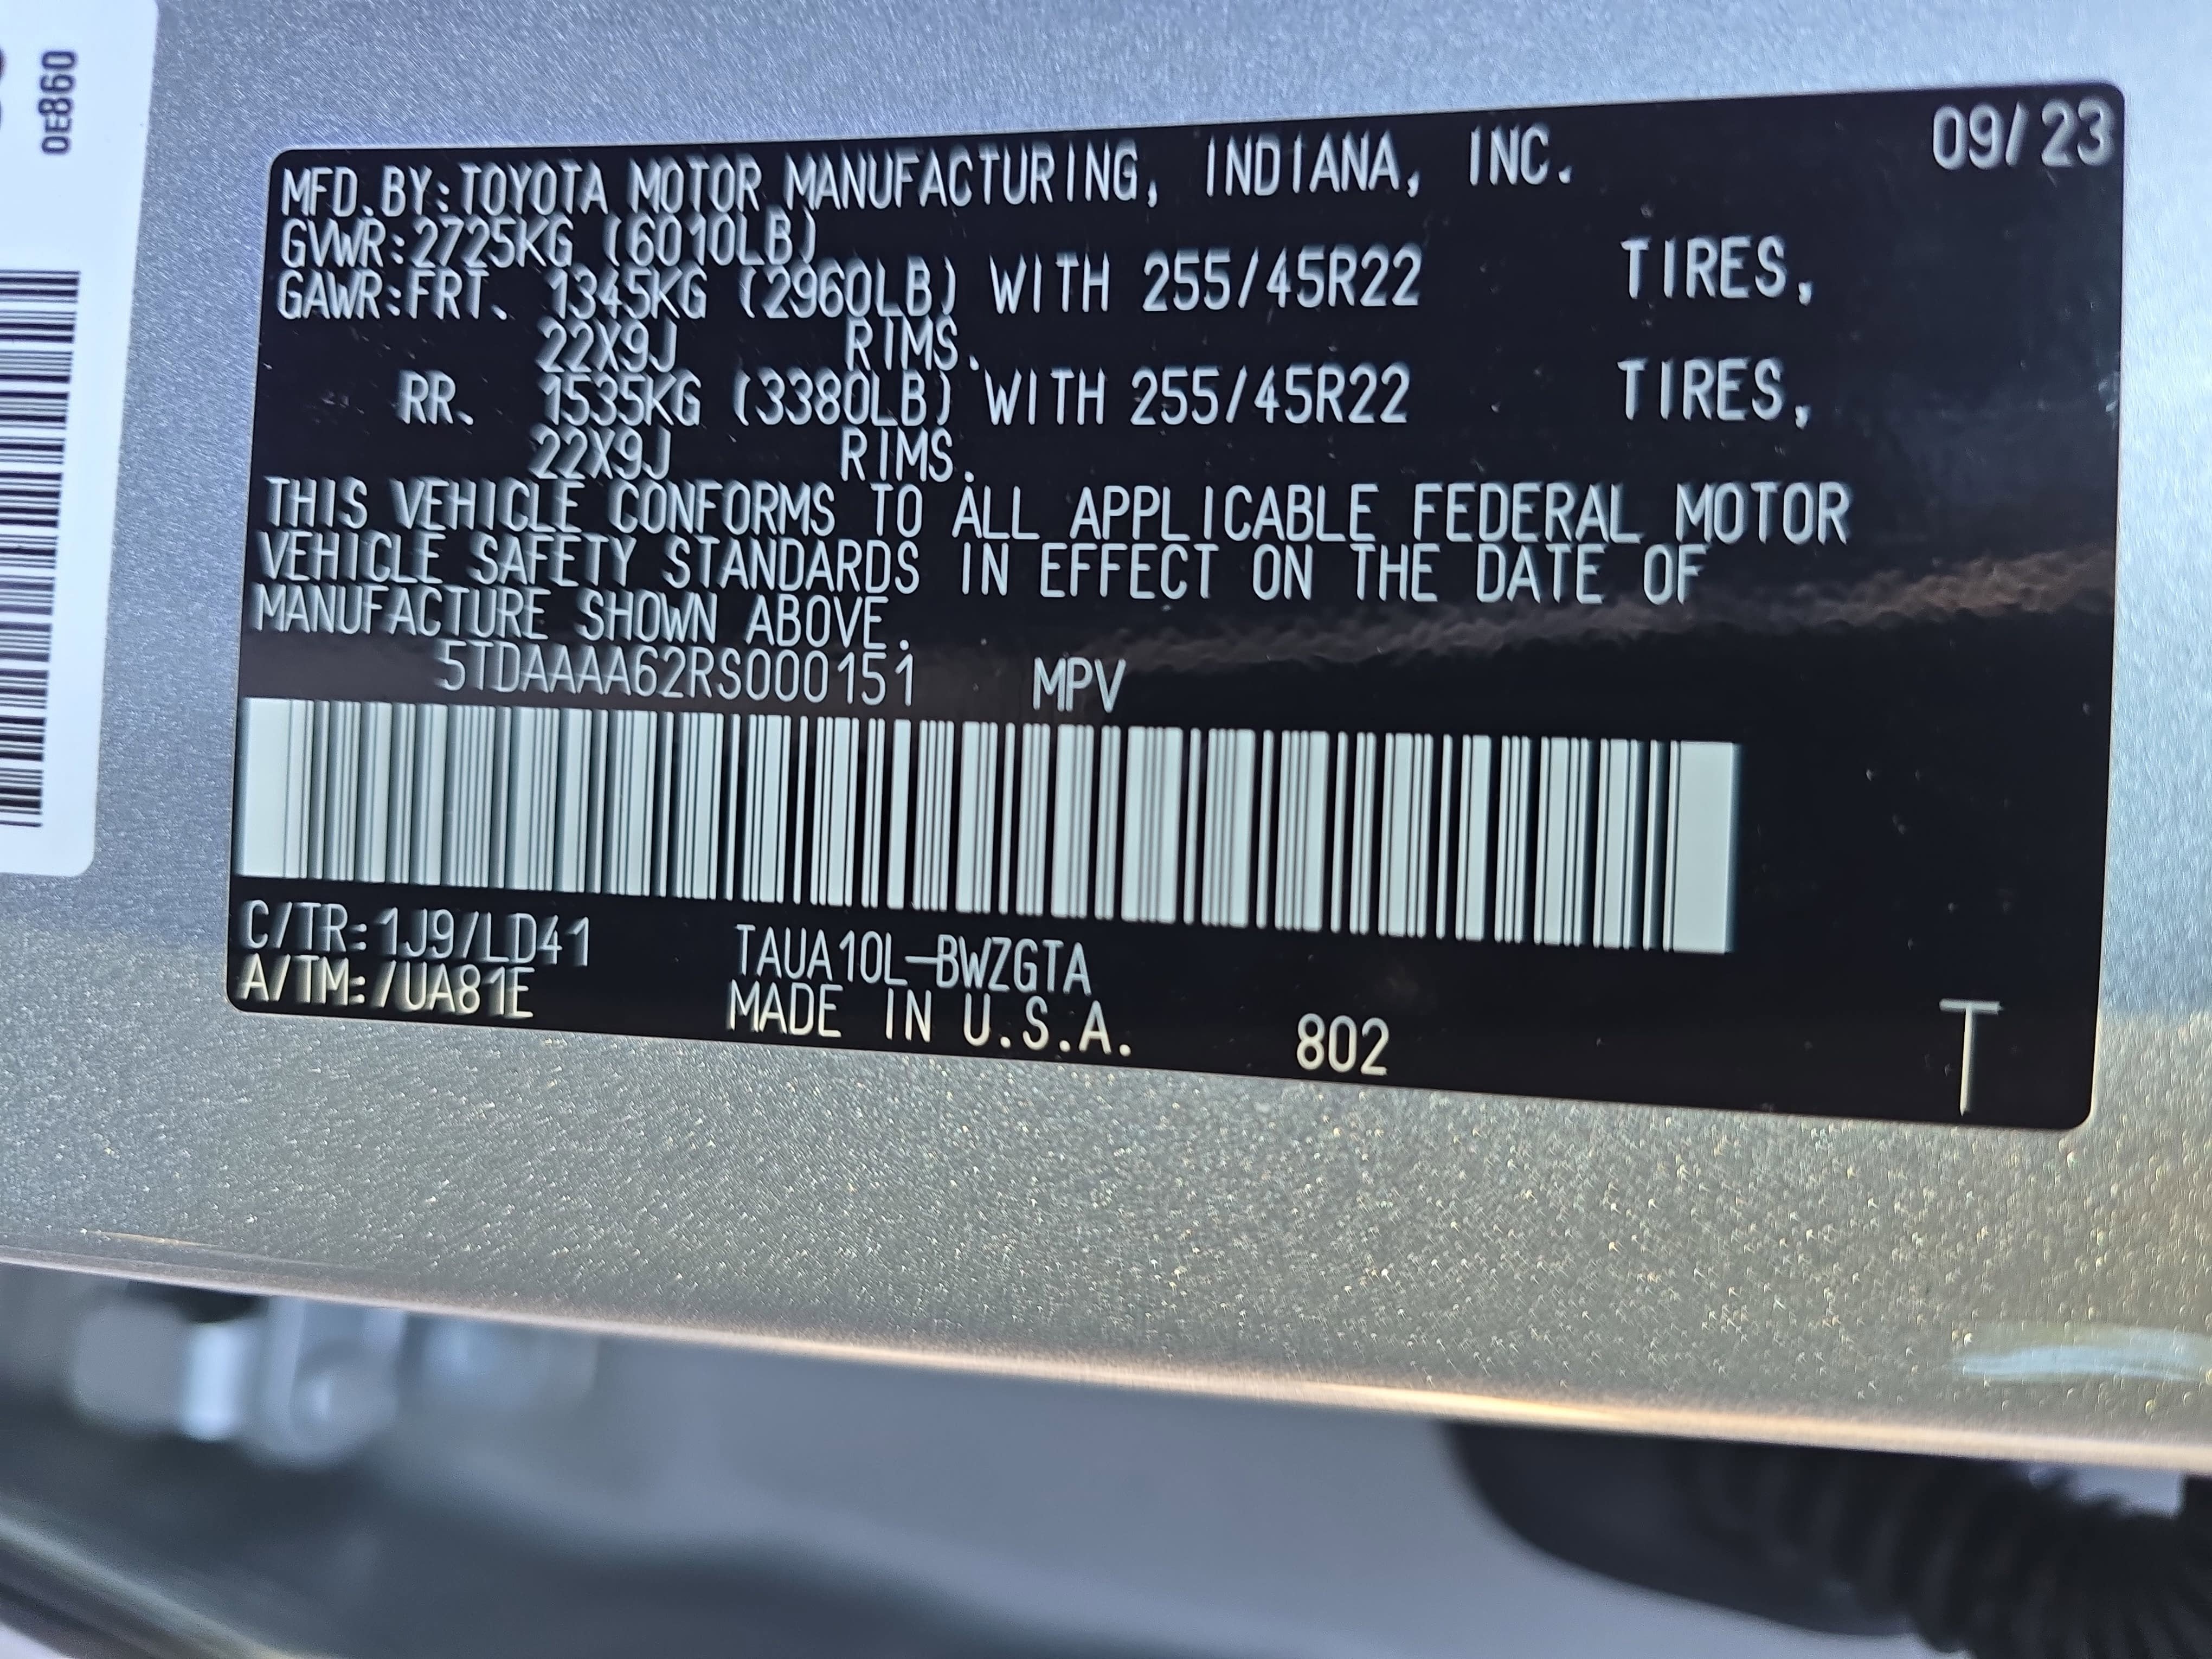 0E860
MFD.BY:TOYOTA MOTOR MANUFACTURING, INDIANA, INC. 09/23
GVWR:2725KG (6010LB)
GAWR:FRT. 1345KG (2960LB) WITH 255/45R22 TIRES,
22X9J RIMS.
RR. 1535KG (3380LB) WITH 255/45R22 TIRES,
22X9J RIMS.
THIS VEHICLE CONFORMS TO ALL APPLICABLE FEDERAL MOTOR
VEHICLE SAFETY STANDARDS IN EFFECT ON THE DATE OF
MANUFACTURE SHOWN ABOVE.
5TDAAAA62RS000151 MPV
C/TR:1J9/LD41 TAUA10L-BWZGTA
A/TM:/UA81E MADE IN U.S.A. 802 T